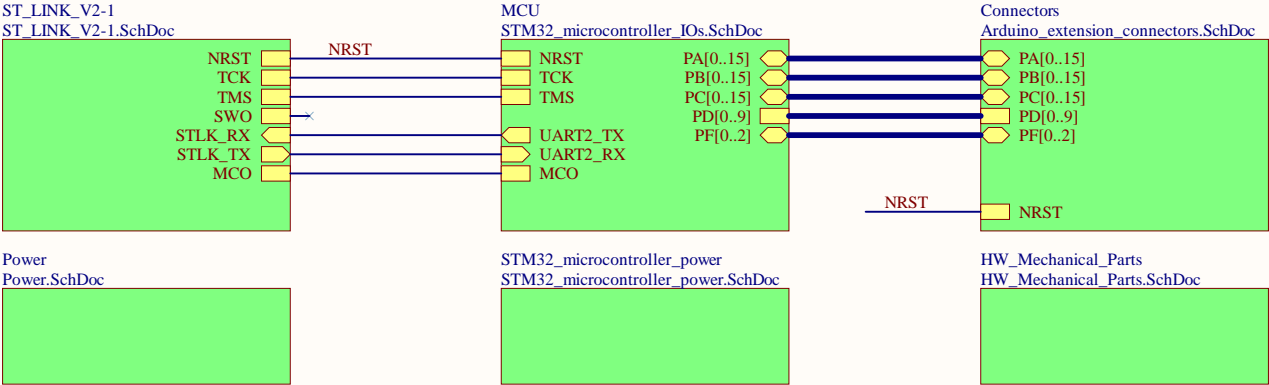 ST_LINK_V2-1
ST_LINK_V2-1.SchDoc
NRST
TCK
TMS
SWO
STLK_RX
STLK_TX
MCO
NRST
MCU
STM32_microcontroller_IOs.SchDoc
NRST
TCK
TMS
UART2_TX
UART2_RX
MCO
PA[0..15]
PB[0..15]
PC[0..15]
PD[0..9]
PF[0..2]
Connectors
Arduino_extension_connectors.SchDoc
PA[0..15]
PB[0..15]
PC[0..15]
PD[0..9]
PF[0..2]
NRST
NRST
Power
Power.SchDoc
STM32_microcontroller_power
STM32_microcontroller_power.SchDoc
HW_Mechanical_Parts
HW_Mechanical_Parts.SchDoc